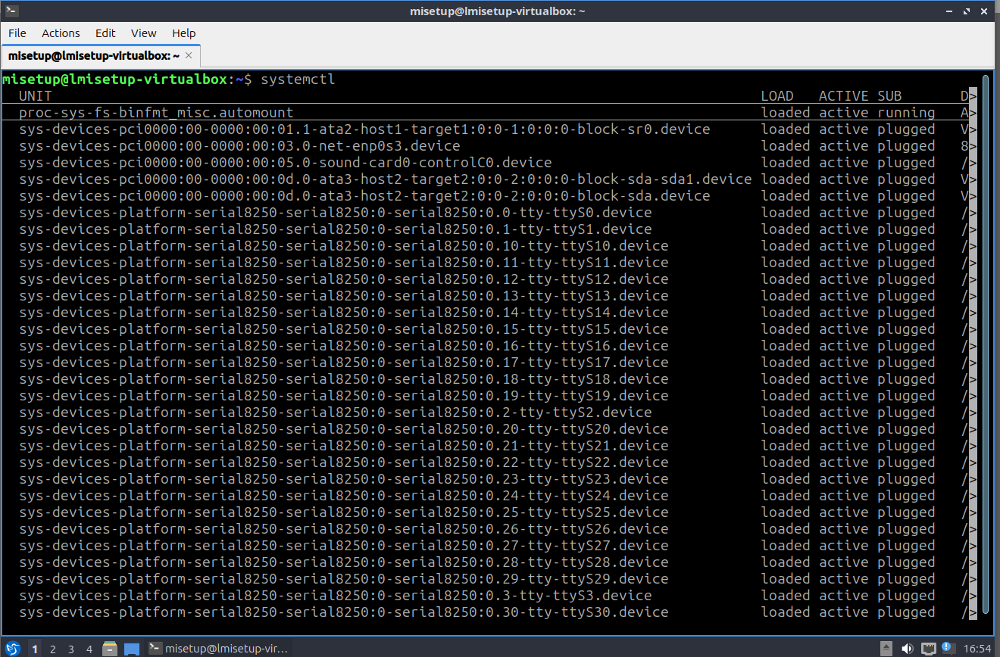 misetup@lmisetup-virtualbox: ~
File Actions Edit View Help
misetup@lmisetup-virtualbox: ~ ×
misetup@lmisetup-virtualbox:~$ systemctl
UNIT LOAD ACTIVE SUB D>
proc-sys-fs-binfmt_misc.automount loaded active running A>
sys-devices-pci0000:00-0000:00:01.1-ata2-host1-target1:0:0-1:0:0:0-block-sr0.device loaded active plugged V>
sys-devices-pci0000:00-0000:00:03.0-net-enp0s3.device loaded active plugged 8>
sys-devices-pci0000:00-0000:00:05.0-sound-card0-controlC0.device loaded active plugged />
sys-devices-pci0000:00-0000:00:0d.0-ata3-host2-target2:0:0-2:0:0:0-block-sda-sda1.device loaded active plugged V>
sys-devices-pci0000:00-0000:00:0d.0-ata3-host2-target2:0:0-2:0:0:0-block-sda.device loaded active plugged V>
sys-devices-platform-serial8250-serial8250:0-serial8250:0.0-tty-ttyS0.device loaded active plugged />
sys-devices-platform-serial8250-serial8250:0-serial8250:0.1-tty-ttyS1.device loaded active plugged />
sys-devices-platform-serial8250-serial8250:0-serial8250:0.10-tty-ttyS10.device loaded active plugged />
sys-devices-platform-serial8250-serial8250:0-serial8250:0.11-tty-ttyS11.device loaded active plugged />
sys-devices-platform-serial8250-serial8250:0-serial8250:0.12-tty-ttyS12.device loaded active plugged />
sys-devices-platform-serial8250-serial8250:0-serial8250:0.13-tty-ttyS13.device loaded active plugged />
sys-devices-platform-serial8250-serial8250:0-serial8250:0.14-tty-ttyS14.device loaded active plugged />
sys-devices-platform-serial8250-serial8250:0-serial8250:0.15-tty-ttyS15.device loaded active plugged />
sys-devices-platform-serial8250-serial8250:0-serial8250:0.16-tty-ttyS16.device loaded active plugged />
sys-devices-platform-serial8250-serial8250:0-serial8250:0.17-tty-ttyS17.device loaded active plugged />
sys-devices-platform-serial8250-serial8250:0-serial8250:0.18-tty-ttyS18.device loaded active plugged />
sys-devices-platform-serial8250-serial8250:0-serial8250:0.19-tty-ttyS19.device loaded active plugged />
sys-devices-platform-serial8250-serial8250:0-serial8250:0.2-tty-ttyS2.device loaded active plugged />
sys-devices-platform-serial8250-serial8250:0-serial8250:0.20-tty-ttyS20.device loaded active plugged />
sys-devices-platform-serial8250-serial8250:0-serial8250:0.21-tty-ttyS21.device loaded active plugged />
sys-devices-platform-serial8250-serial8250:0-serial8250:0.22-tty-ttyS22.device loaded active plugged />
sys-devices-platform-serial8250-serial8250:0-serial8250:0.23-tty-ttyS23.device loaded active plugged />
sys-devices-platform-serial8250-serial8250:0-serial8250:0.24-tty-ttyS24.device loaded active plugged />
sys-devices-platform-serial8250-serial8250:0-serial8250:0.25-tty-ttyS25.device loaded active plugged />
sys-devices-platform-serial8250-serial8250:0-serial8250:0.26-tty-ttyS26.device loaded active plugged />
sys-devices-platform-serial8250-serial8250:0-serial8250:0.27-tty-ttyS27.device loaded active plugged />
sys-devices-platform-serial8250-serial8250:0-serial8250:0.28-tty-ttyS28.device loaded active plugged />
sys-devices-platform-serial8250-serial8250:0-serial8250:0.29-tty-ttyS29.device loaded active plugged />
sys-devices-platform-serial8250-serial8250:0-serial8250:0.3-tty-ttyS3.device loaded active plugged />
sys-devices-platform-serial8250-serial8250:0-serial8250:0.30-tty-ttyS30.device loaded active plugged />
1 2 3 4 misetup@lmisetup-vir... 16:54